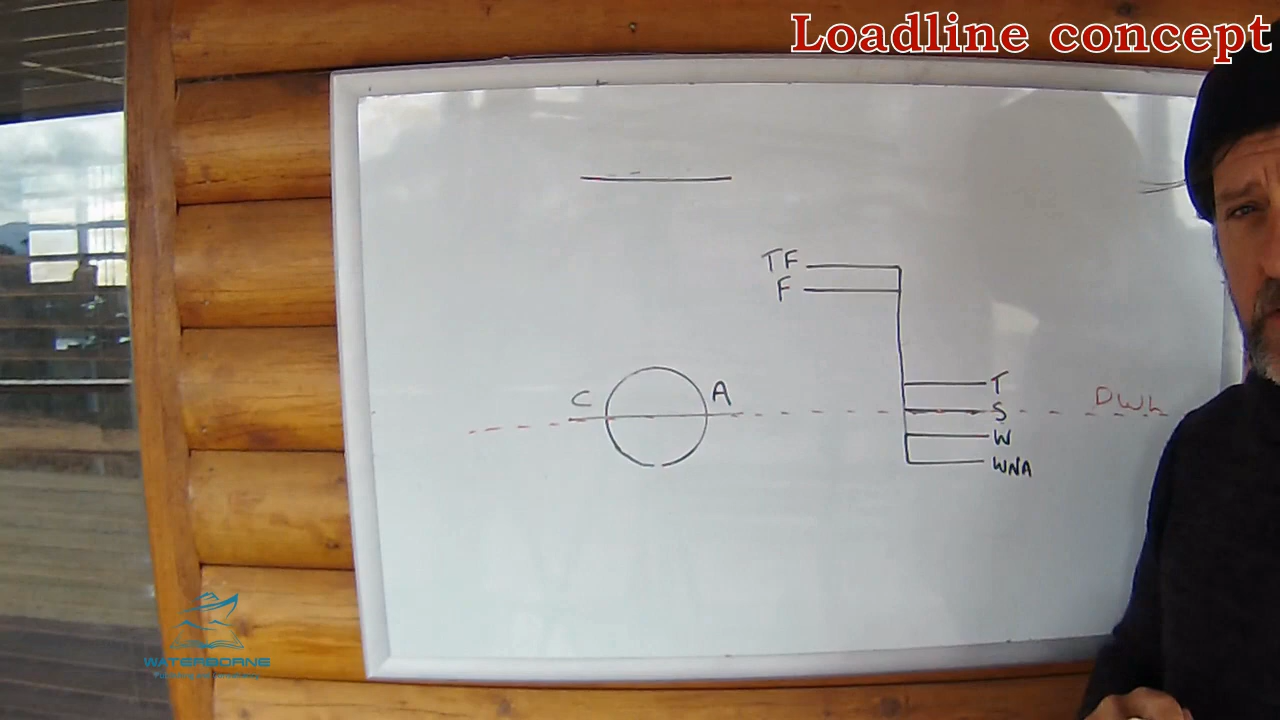 Loadline concept
TF
F
C A
T
S
DWL
W
WNA
WATERBORNE